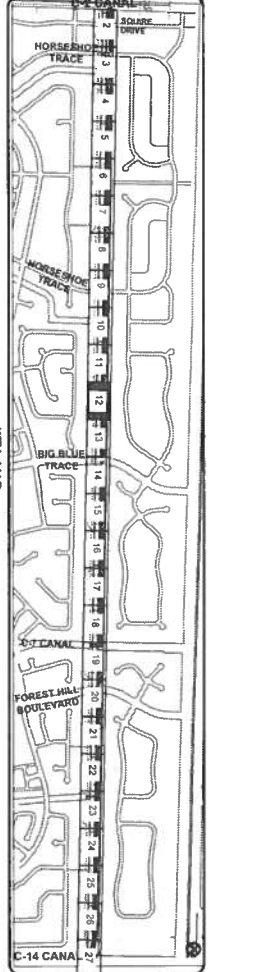 CANAL
2
SQUIRE
DRIVE
HORSESHOE
TRACE
3
4
5
6
7
8
9
HORSESHOE
TRACE
10
11
12
13
BIG BLUE
TRACE
14
15
16
17
18
C-7 CANAL
19
20
FOREST HILL
BOULEVARD
21
22
23
24
25
26
C-14 CANAL
27